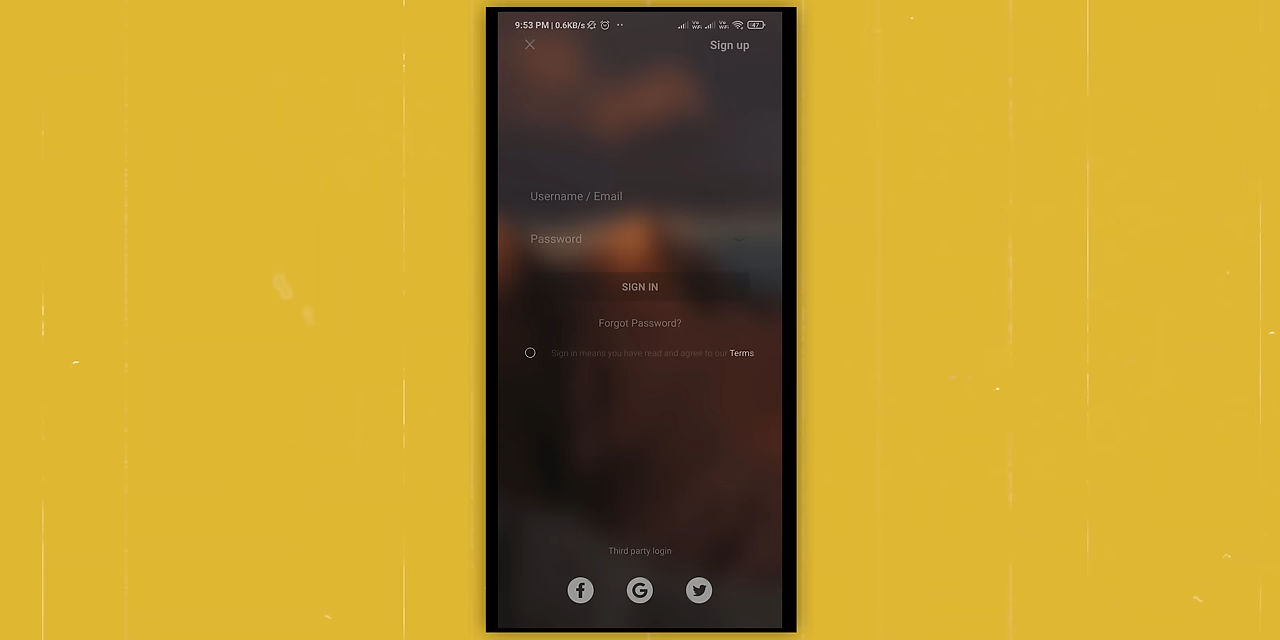 9:53 PM | 0.6KB/s
47
Sign up
Username / Email
Password
SIGN IN
Forgot Password?
Sign in means you have read and agree to our Terms
Third party login